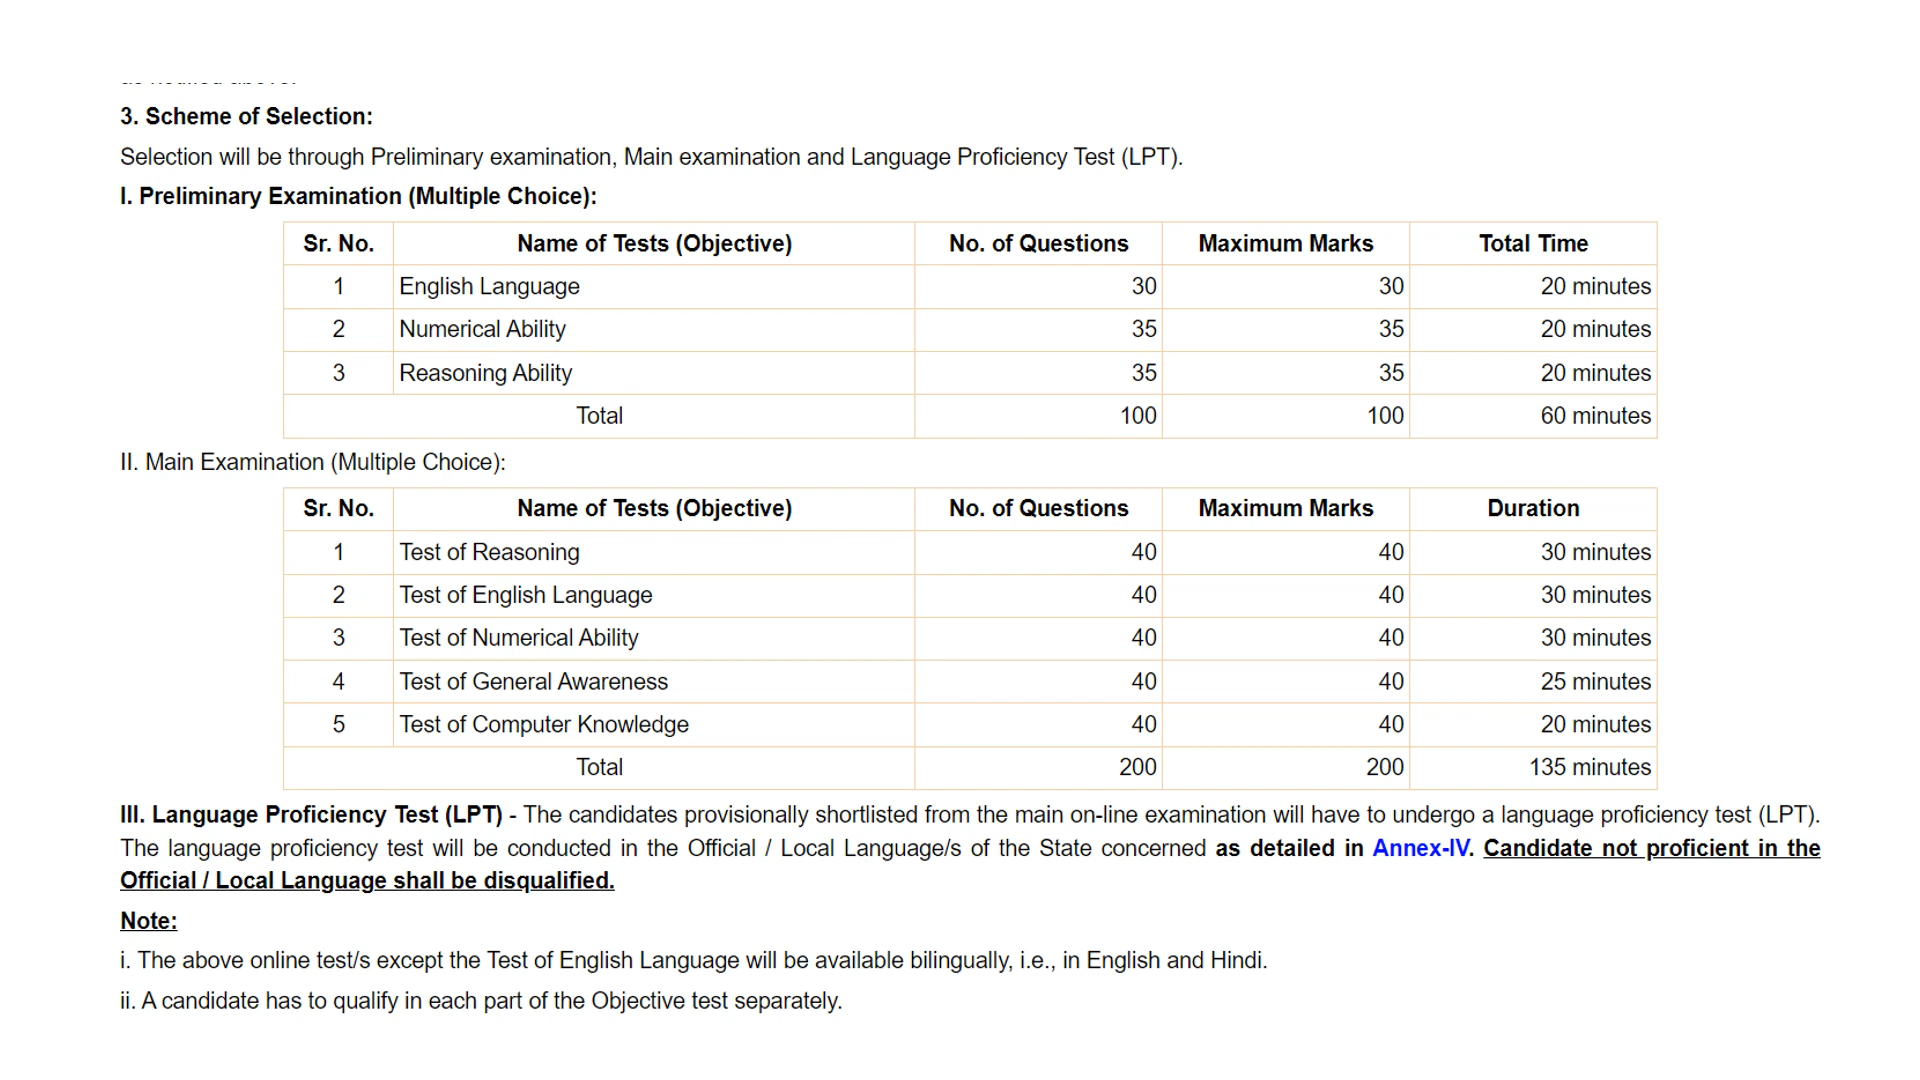 3. Scheme of Selection:
Selection will be through Preliminary examination, Main examination and Language Proficiency Test (LPT).
I. Preliminary Examination (Multiple Choice):
Sr. No. Name of Tests (Objective) No. of Questions Maximum Marks Total Time
1 English Language 30 30 20 minutes
2 Numerical Ability 35 35 20 minutes
3 Reasoning Ability 35 35 20 minutes
Total 100 100 60 minutes
II. Main Examination (Multiple Choice):
Sr. No. Name of Tests (Objective) No. of Questions Maximum Marks Duration
1 Test of Reasoning 40 40 30 minutes
2 Test of English Language 40 40 30 minutes
3 Test of Numerical Ability 40 40 30 minutes
4 Test of General Awareness 40 40 25 minutes
5 Test of Computer Knowledge 40 40 20 minutes
Total 200 200 135 minutes
III. Language Proficiency Test (LPT) - The candidates provisionally shortlisted from the main on-line examination will have to undergo a language proficiency test (LPT).
The language proficiency test will be conducted in the Official / Local Language/s of the State concerned as detailed in Annex-IV. Candidate not proficient in the
Official / Local Language shall be disqualified.
Note:
i. The above online test/s except the Test of English Language will be available bilingually, i.e., in English and Hindi.
ii. A candidate has to qualify in each part of the Objective test separately.